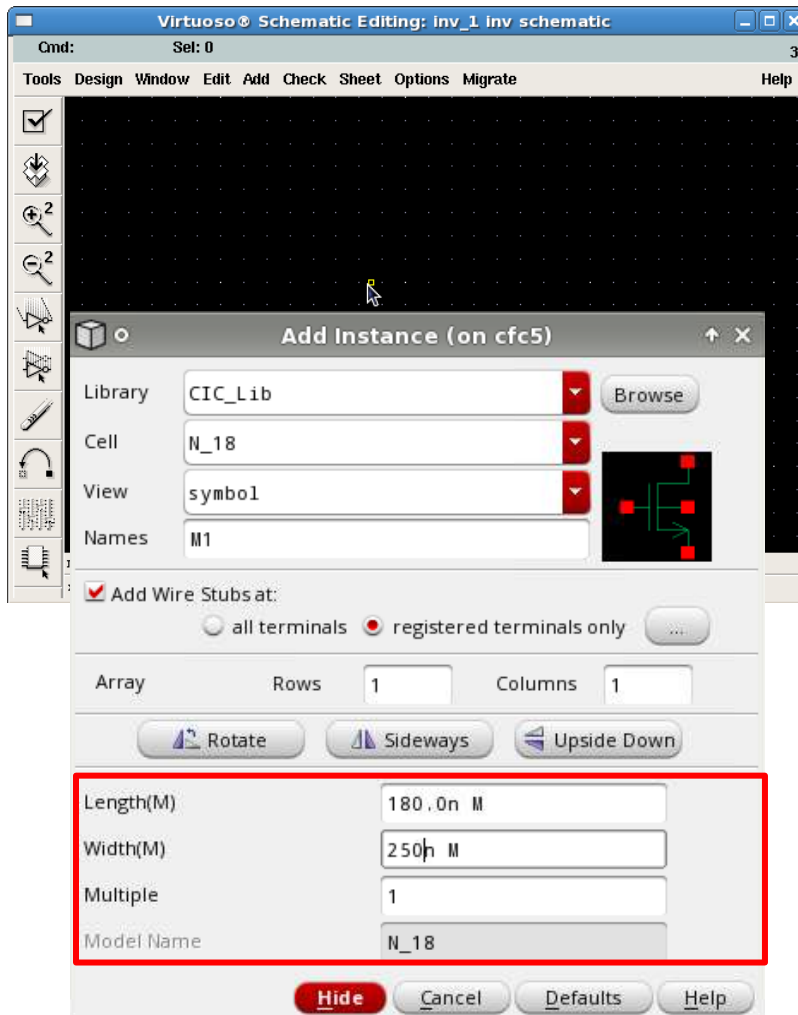 Virtuoso® Schematic Editing: inv_1 inv schematic
Cmd: Sel: 0 3
Tools Design Window Edit Add Check Sheet Options Migrate Help
2
2
Add Instance (on cfc5)
Library CIC_Lib Browse
Cell N_18
View symbol
Names M1
Add Wire Stubs at:
all terminals registered terminals only ...
Array Rows 1 Columns 1
Rotate Sideways Upside Down
Length(M) 180.0n M
Width(M) 250n M
Multiple 1
Model Name N_18
Hide Cancel Defaults Help